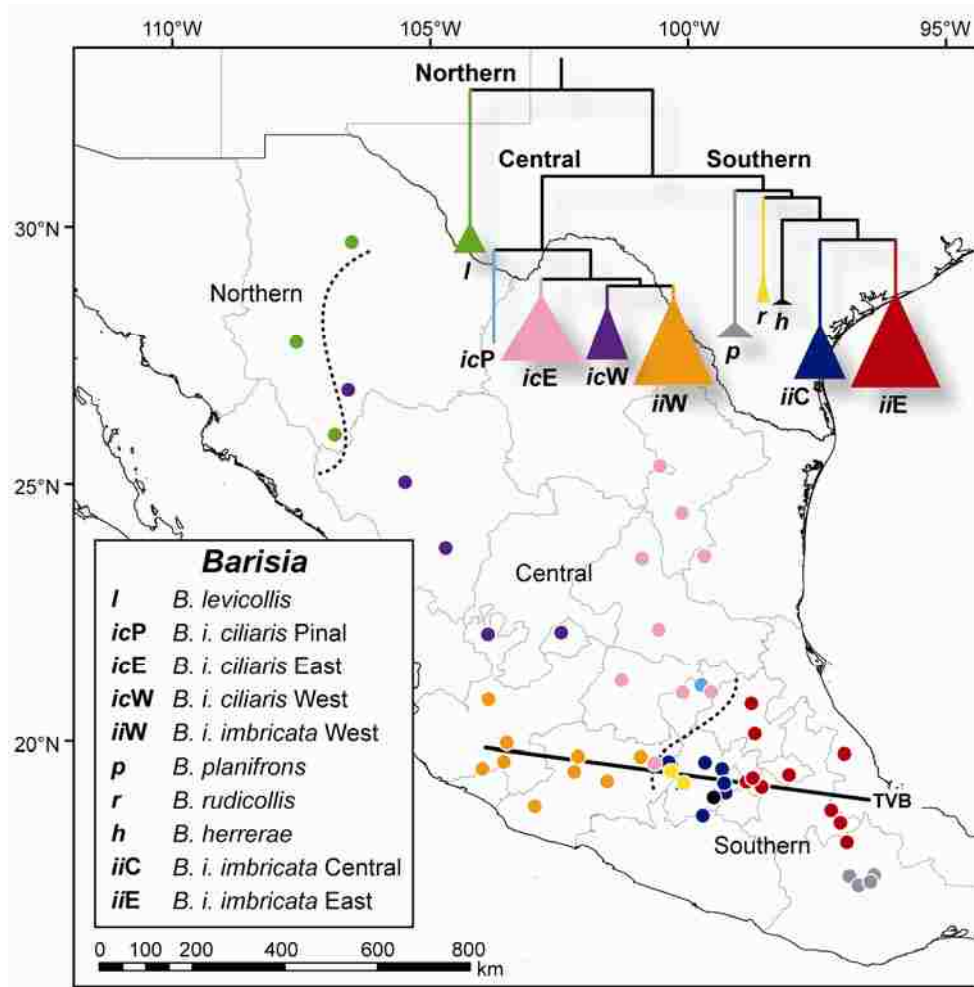 110°W 105°W 100°W 95°W
Northern
Central Southern
30°N
l
Northern
r h
p
icP icE icW iiW iiC iiE
25°N
Central
Barisia
l B. levicollis
icP B. i. ciliaris Pinal
icE B. i. ciliaris East
icW B. i. ciliaris West
iiW B. i. imbricata West
p B. planifrons
r B. rudicollis
h B. herrerae
iiC B. i. imbricata Central
iiE B. i. imbricata East
20°N
TVB
Southern
0 100 200 400 600 800
km